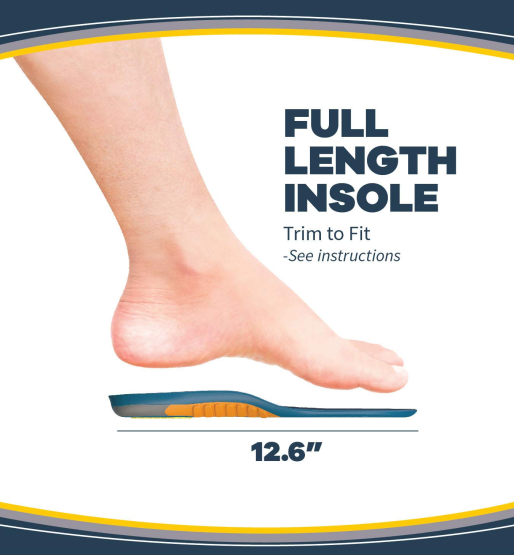 FULL
LENGTH
INSOLE
Trim to Fit
-See instructions
12.6”